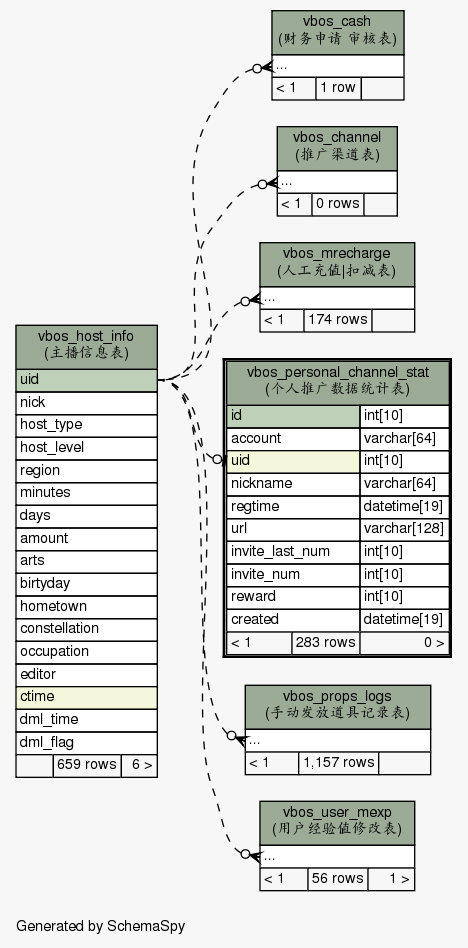 vbos_cash
(财务申请 审核表)
...
< 1 1 row
vbos_channel
(推广渠道表)
...
< 1 0 rows
vbos_mrecharge
(人工充值|扣减表)
...
< 1 174 rows
vbos_host_info
(主播信息表)
uid
nick
host_type
host_level
region
minutes
days
amount
arts
birtyday
hometown
constellation
occupation
editor
ctime
dml_time
dml_flag
659 rows 6 >
vbos_personal_channel_stat
(个人推广数据统计表)
id int[10]
account varchar[64]
uid int[10]
nickname varchar[64]
regtime datetime[19]
url varchar[128]
invite_last_num int[10]
invite_num int[10]
reward int[10]
created datetime[19]
< 1 283 rows 0 >
vbos_props_logs
(手动发放道具记录表)
...
< 1 1,157 rows
vbos_user_mexp
(用户经验值修改表)
...
< 1 56 rows 1 >
Generated by SchemaSpy